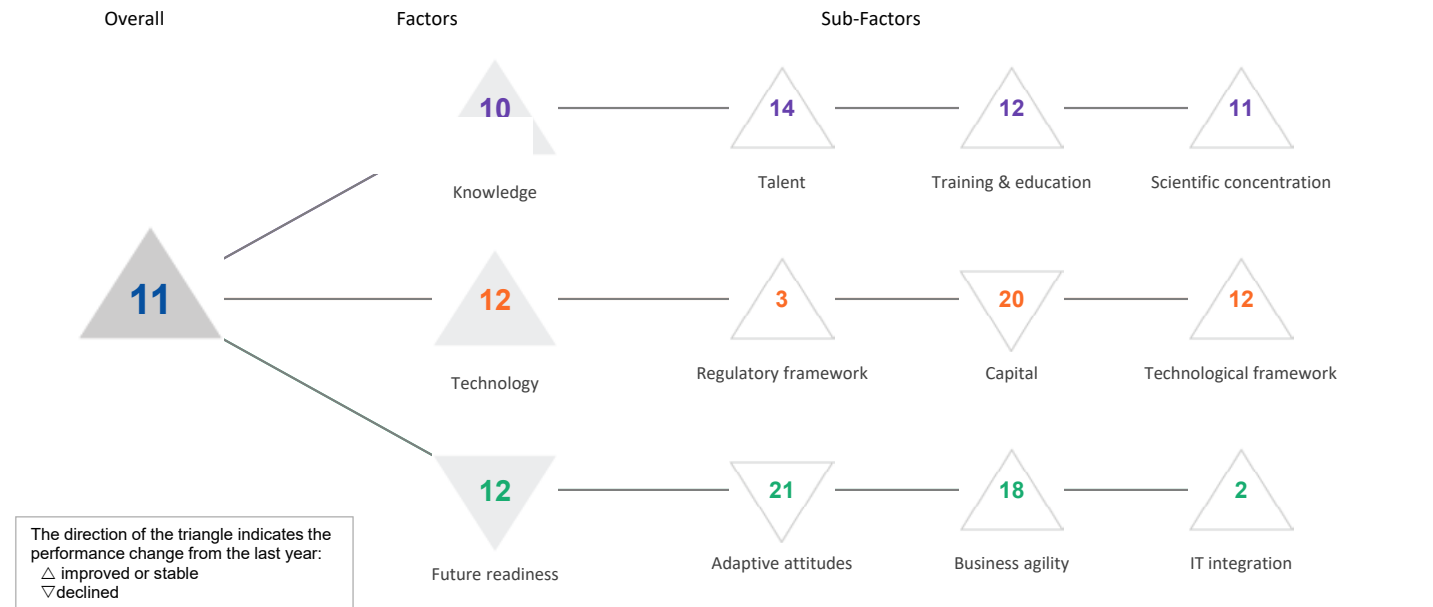 Overall Factors Sub-Factors
10 14 12 11
Knowledge Talent Training & education Scientific concentration
11 12 3 20 12
Technology Regulatory framework Capital Technological framework
12 21 18 2
Future readiness Adaptive attitudes Business agility IT integration
The direction of the triangle indicates the
performance change from the last year:
△ improved or stable
▽declined